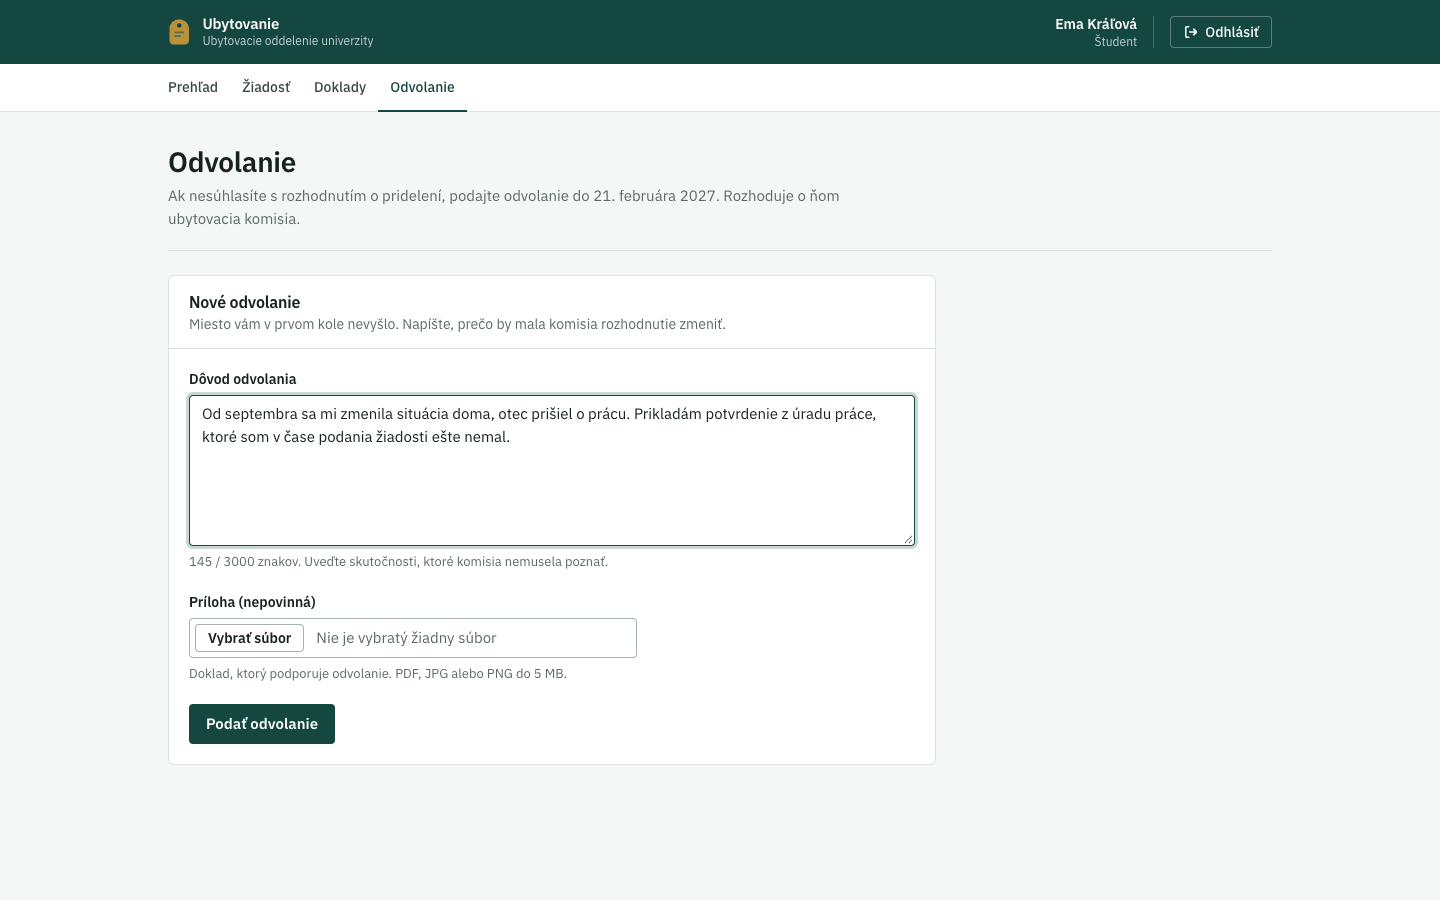 Ubytovanie
Ubytovacie oddelenie univerzity
Ema Kráľová
Študent
Odhlásiť
Prehľad
Žiadosť
Doklady
Odvolanie
Odvolanie
Ak nesúhlasíte s rozhodnutím o pridelení, podajte odvolanie do 21. februára 2027. Rozhoduje o ňom
ubytovacia komisia.
Nové odvolanie
Miesto vám v prvom kole nevyšlo. Napíšte, prečo by mala komisia rozhodnutie zmeniť.
Dôvod odvolania
Od septembra sa mi zmenila situácia doma, otec prišiel o prácu. Prikladám potvrdenie z úradu práce,
ktoré som v čase podania žiadosti ešte nemal.
145 / 3000 znakov. Uveďte skutočnosti, ktoré komisia nemusela poznať.
Príloha (nepovinná)
Vybrať súbor
Nie je vybratý žiadny súbor
Doklad, ktorý podporuje odvolanie. PDF, JPG alebo PNG do 5 MB.
Podať odvolanie